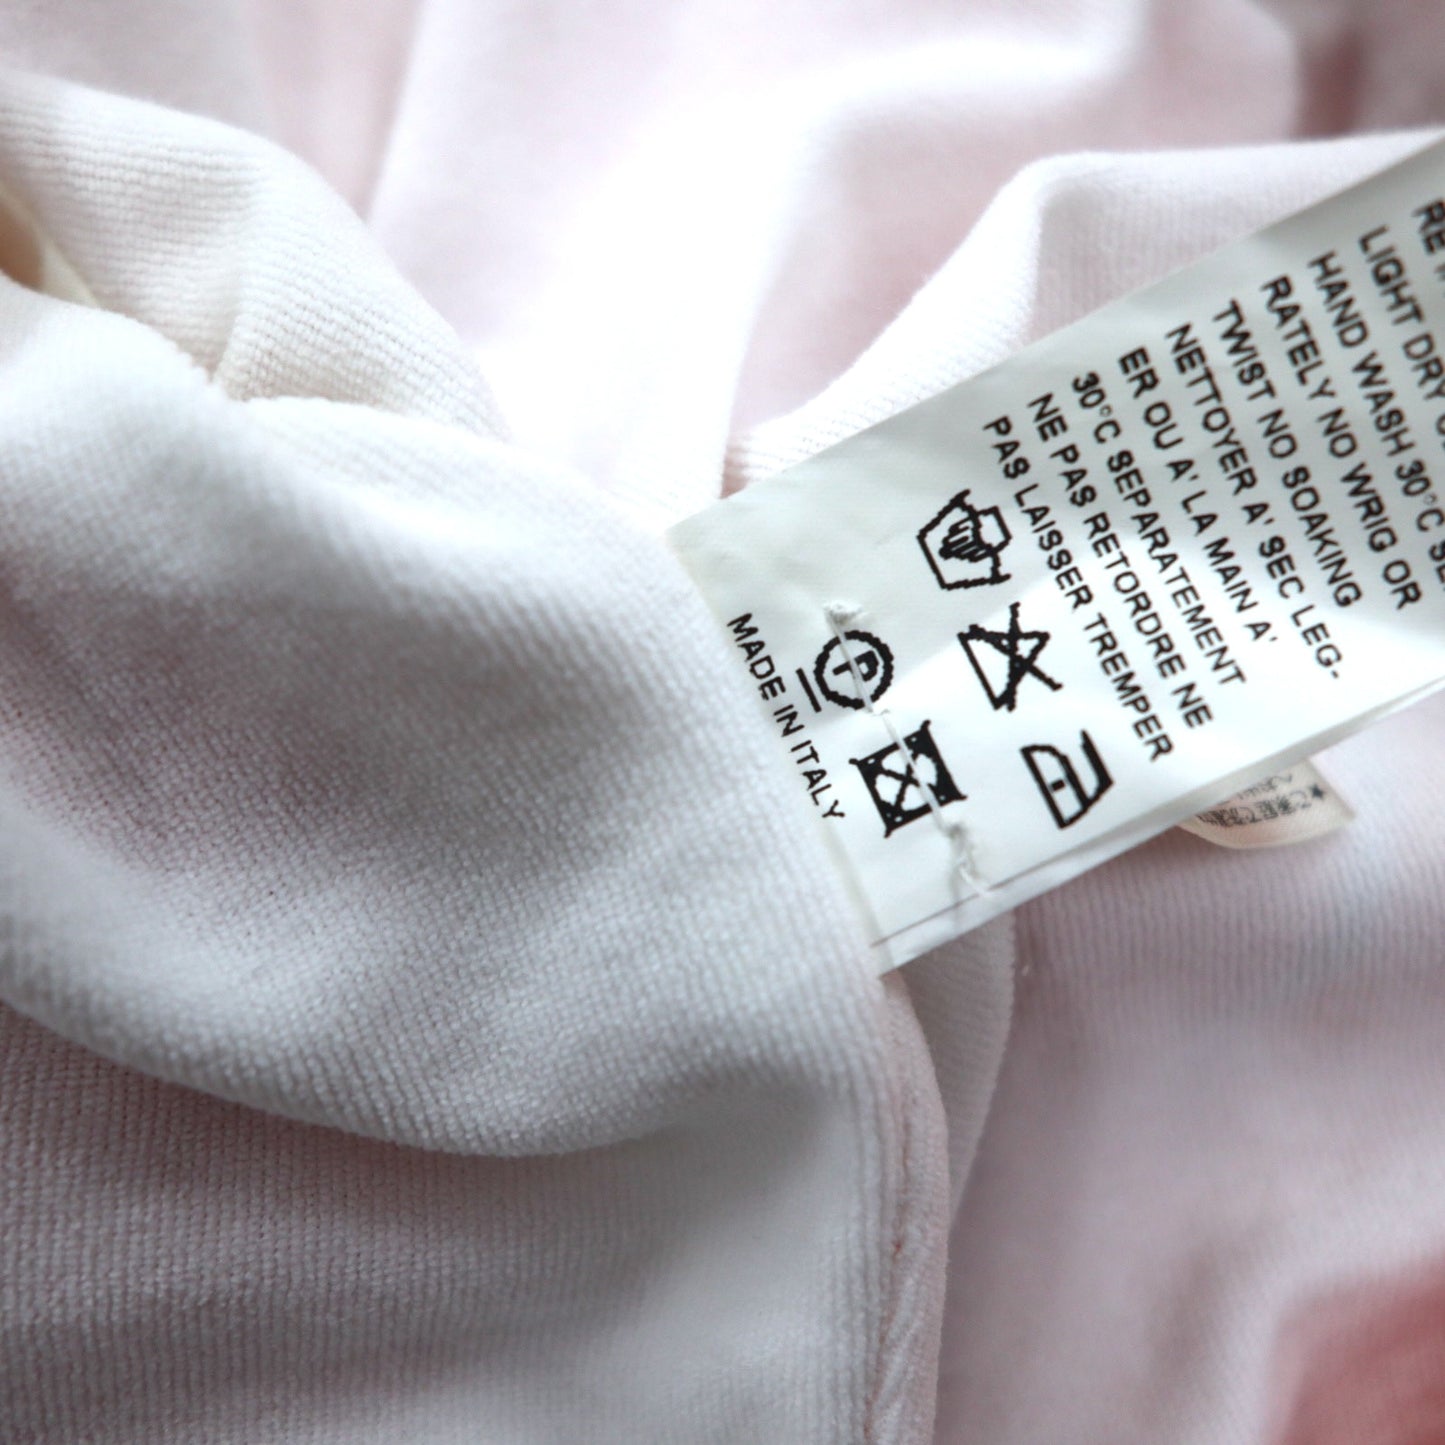 LIGHT DRY
HAND WASH 30°C
RATELY NO WRIG OR
TWIST NO SOAKING
NETTOYER A' SEC LEG-
ER OU A' LA MAIN A'
30°C SEPARATEMENT
NE PAS RETORDRE NE
PAS LAISSER TREMPER
P
MADE IN ITALY